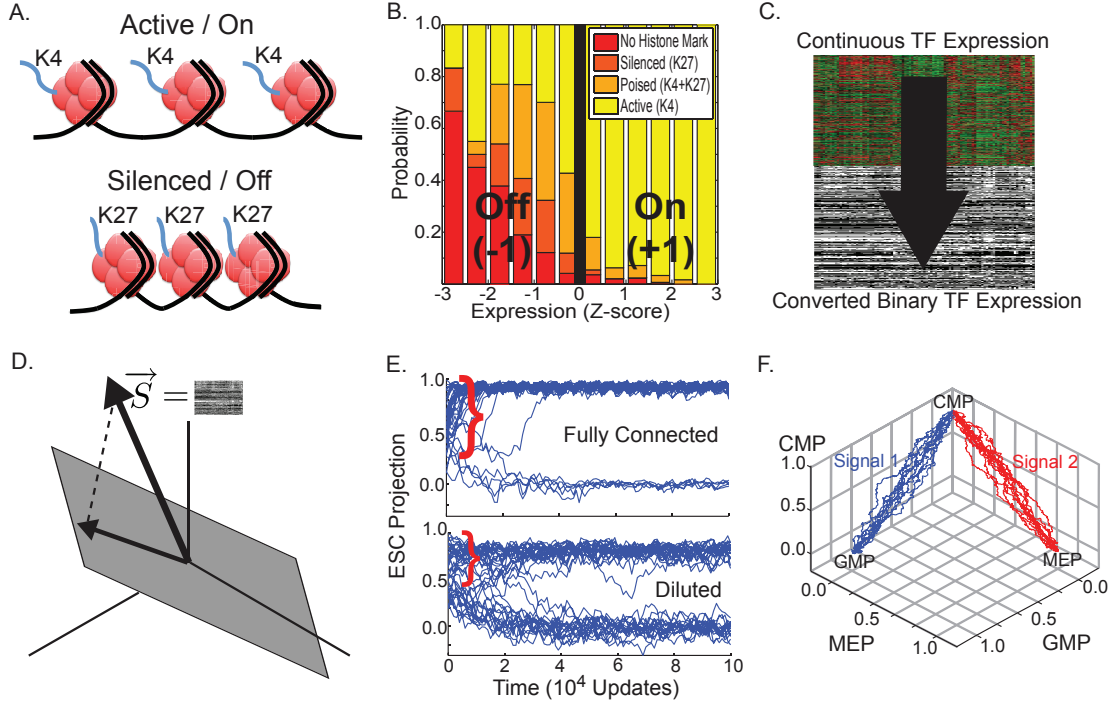 A.
Active / On
K4 K4 K4
Silenced / Off
K27 K27 K27
B.
Probability
1.0
0.8
0.6
0.4
0.2
No Histone Mark
Silenced (K27)
Poised (K4+K27)
Active (K4)
Off
(-1)
On
(+1)
-3 -2 -1 0 1 2 3
Expression (Z-score)
C.
Continuous TF Expression
Converted Binary TF Expression
D.
S =
E.
ESC Projection
1.0
0.5
0.0
Fully Connected
1.0
0.5
0.0
Diluted
0 2 4 6 8 10
Time (10⁴ Updates)
F.
CMP
CMP
1.0
0.5
0.0
Signal 1
Signal 2
GMP
MEP
0.0 0.5 1.0
MEP
1.0 0.5 0.0
GMP